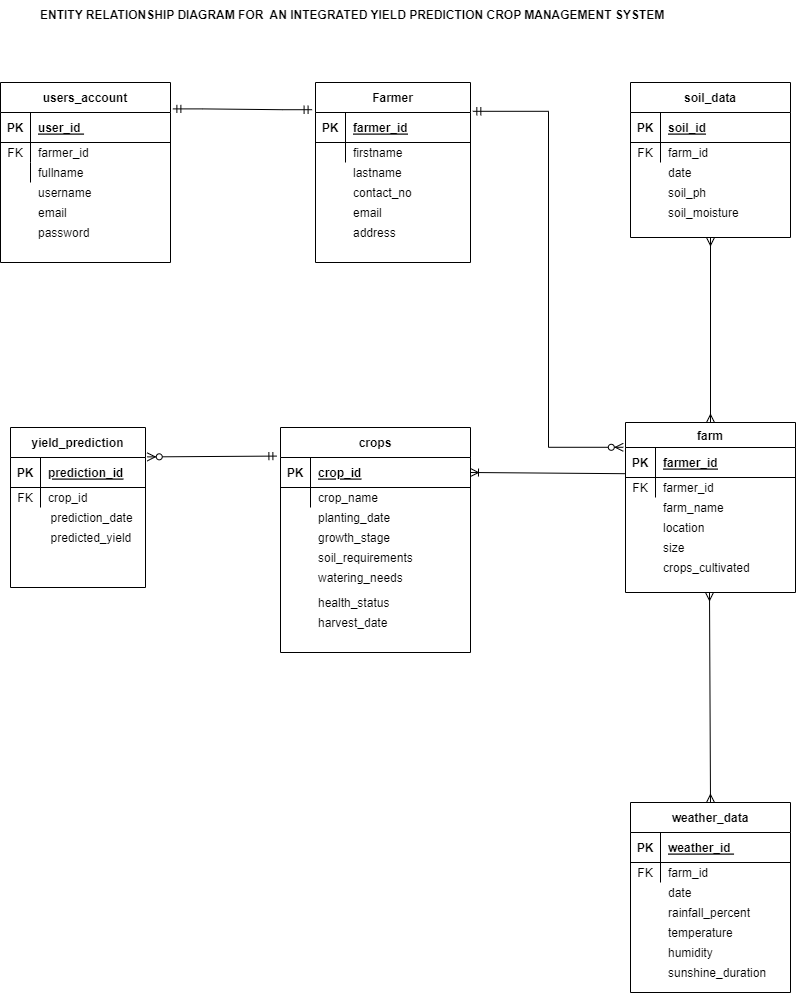 ENTITY RELATIONSHIP DIAGRAM FOR AN INTEGRATED YIELD PREDICTION CROP MANAGEMENT SYSTEM
users_account
PK user_id
FK farmer_id
fullname
username
email
password
Farmer
PK farmer_id
firstname
lastname
contact_no
email
address
soil_data
PK soil_id
FK farm_id
date
soil_ph
soil_moisture
yield_prediction
PK prediction_id
FK crop_id
prediction_date
predicted_yield
crops
PK crop_id
crop_name
planting_date
growth_stage
soil_requirements
watering_needs
health_status
harvest_date
farm
PK farmer_id
FK farmer_id
farm_name
location
size
crops_cultivated
weather_data
PK weather_id
FK farm_id
date
rainfall_percent
temperature
humidity
sunshine_duration